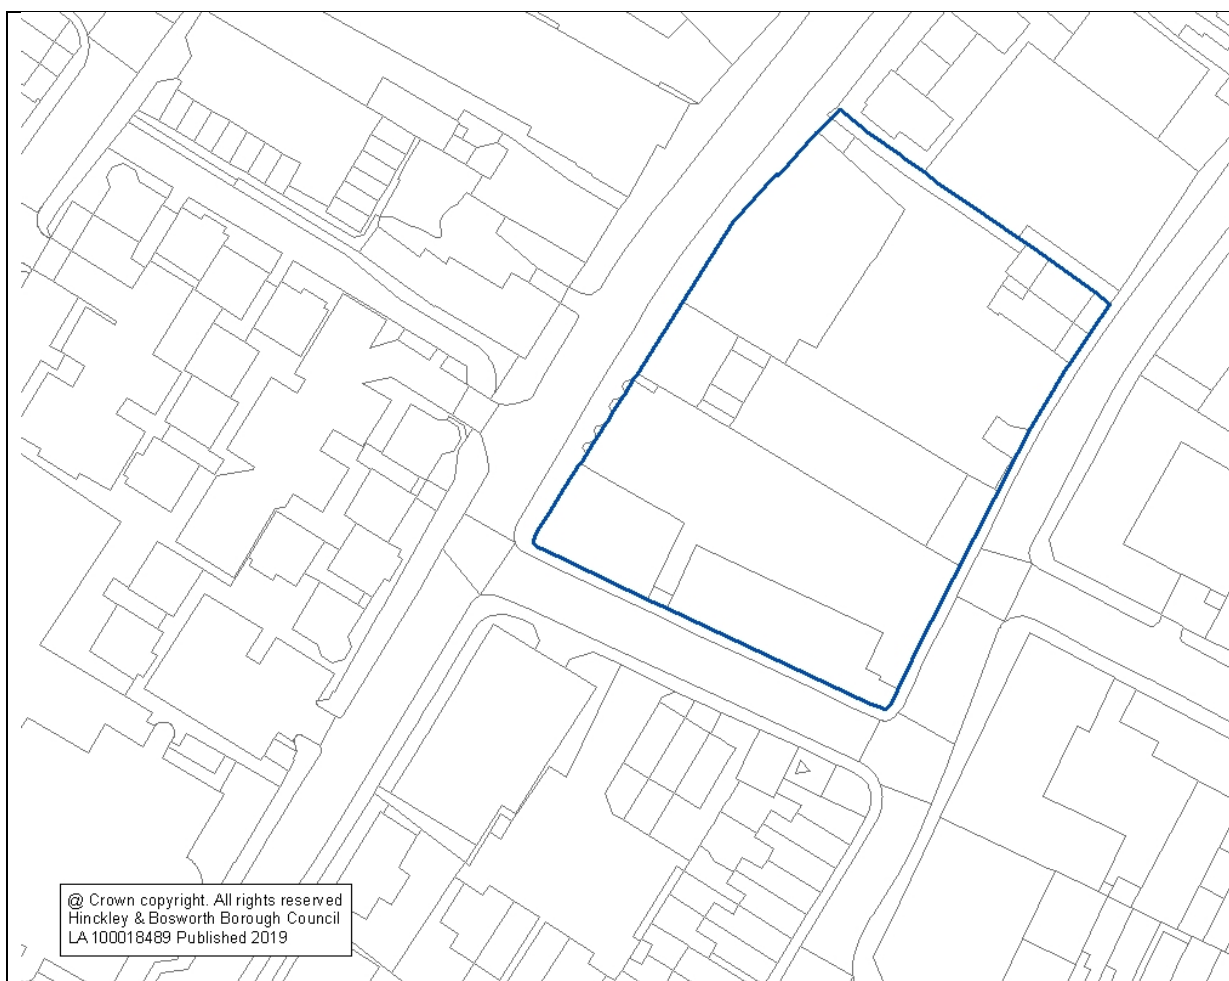 @ Crown copyright. All rights reserved
Hinckley & Bosworth Borough Council
LA 100018489 Published 2019